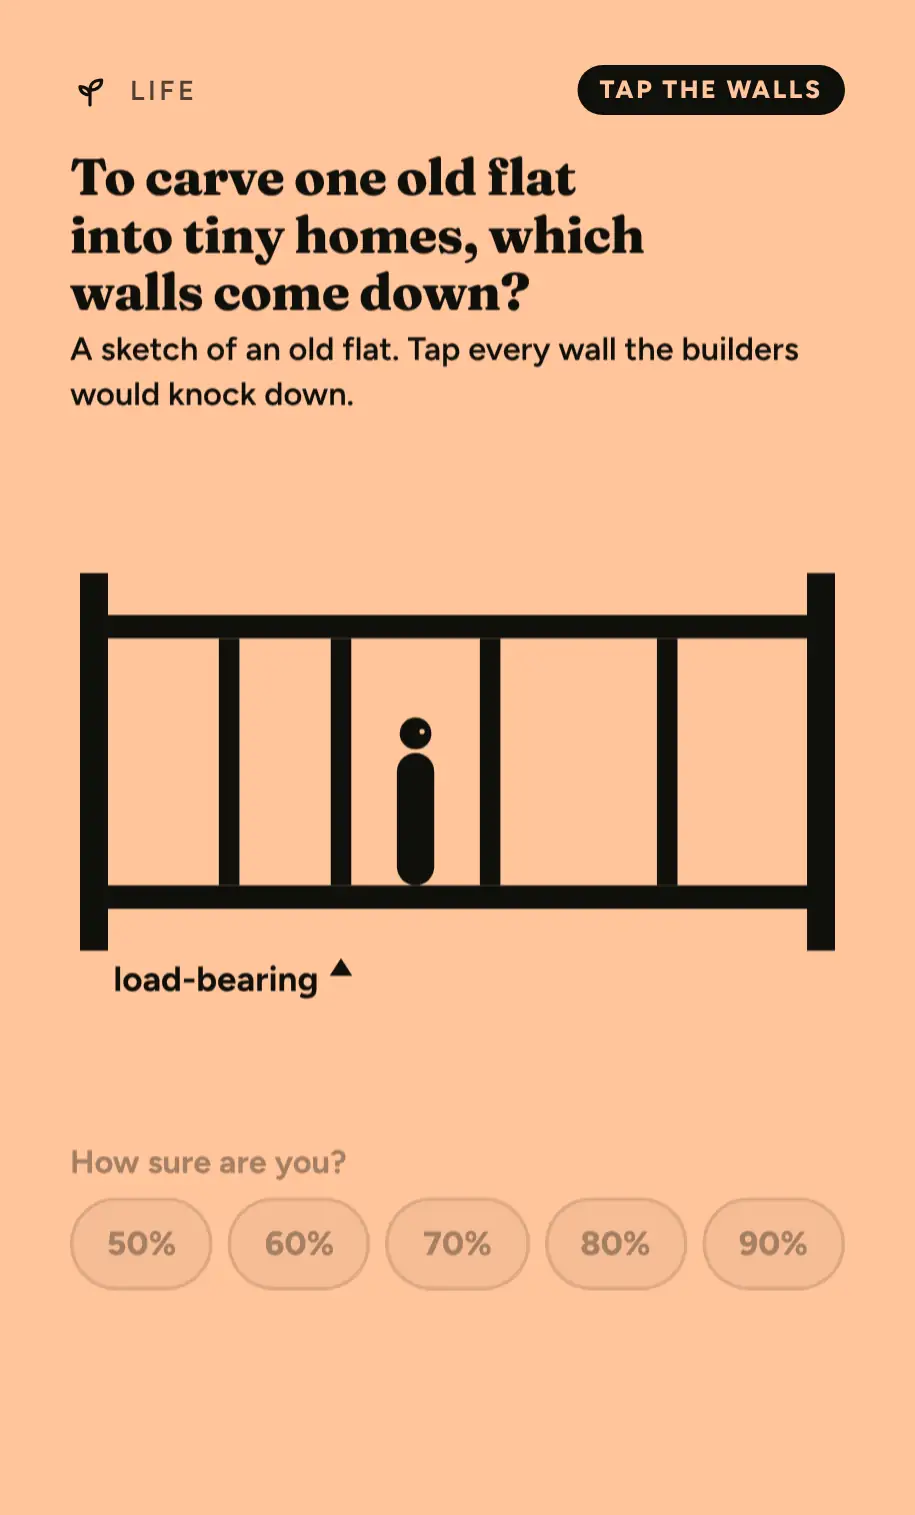 LIFE
TAP THE WALLS
To carve one old flat
into tiny homes, which
walls come down?
A sketch of an old flat. Tap every wall the builders
would knock down.
load-bearing
How sure are you?
50% 60% 70% 80% 90%